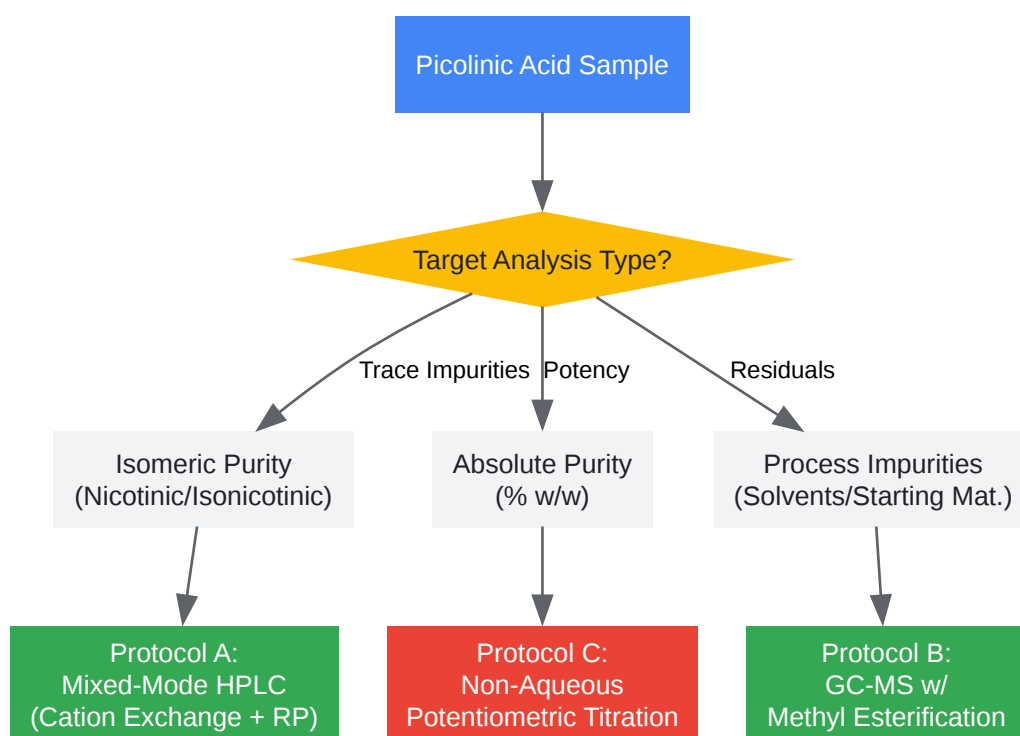 Picolinic Acid Sample
Target Analysis Type?
Trace Impurities
Potency
Residuals
Isomeric Purity
(Nicotinic/Isonicotinic)
Absolute Purity
(% w/w)
Process Impurities
(Solvents/Starting Mat.)
Protocol A:
Mixed-Mode HPLC
(Cation Exchange + RP)
Protocol C:
Non-Aqueous
Potentiometric Titration
Protocol B:
GC-MS w/
Methyl Esterification